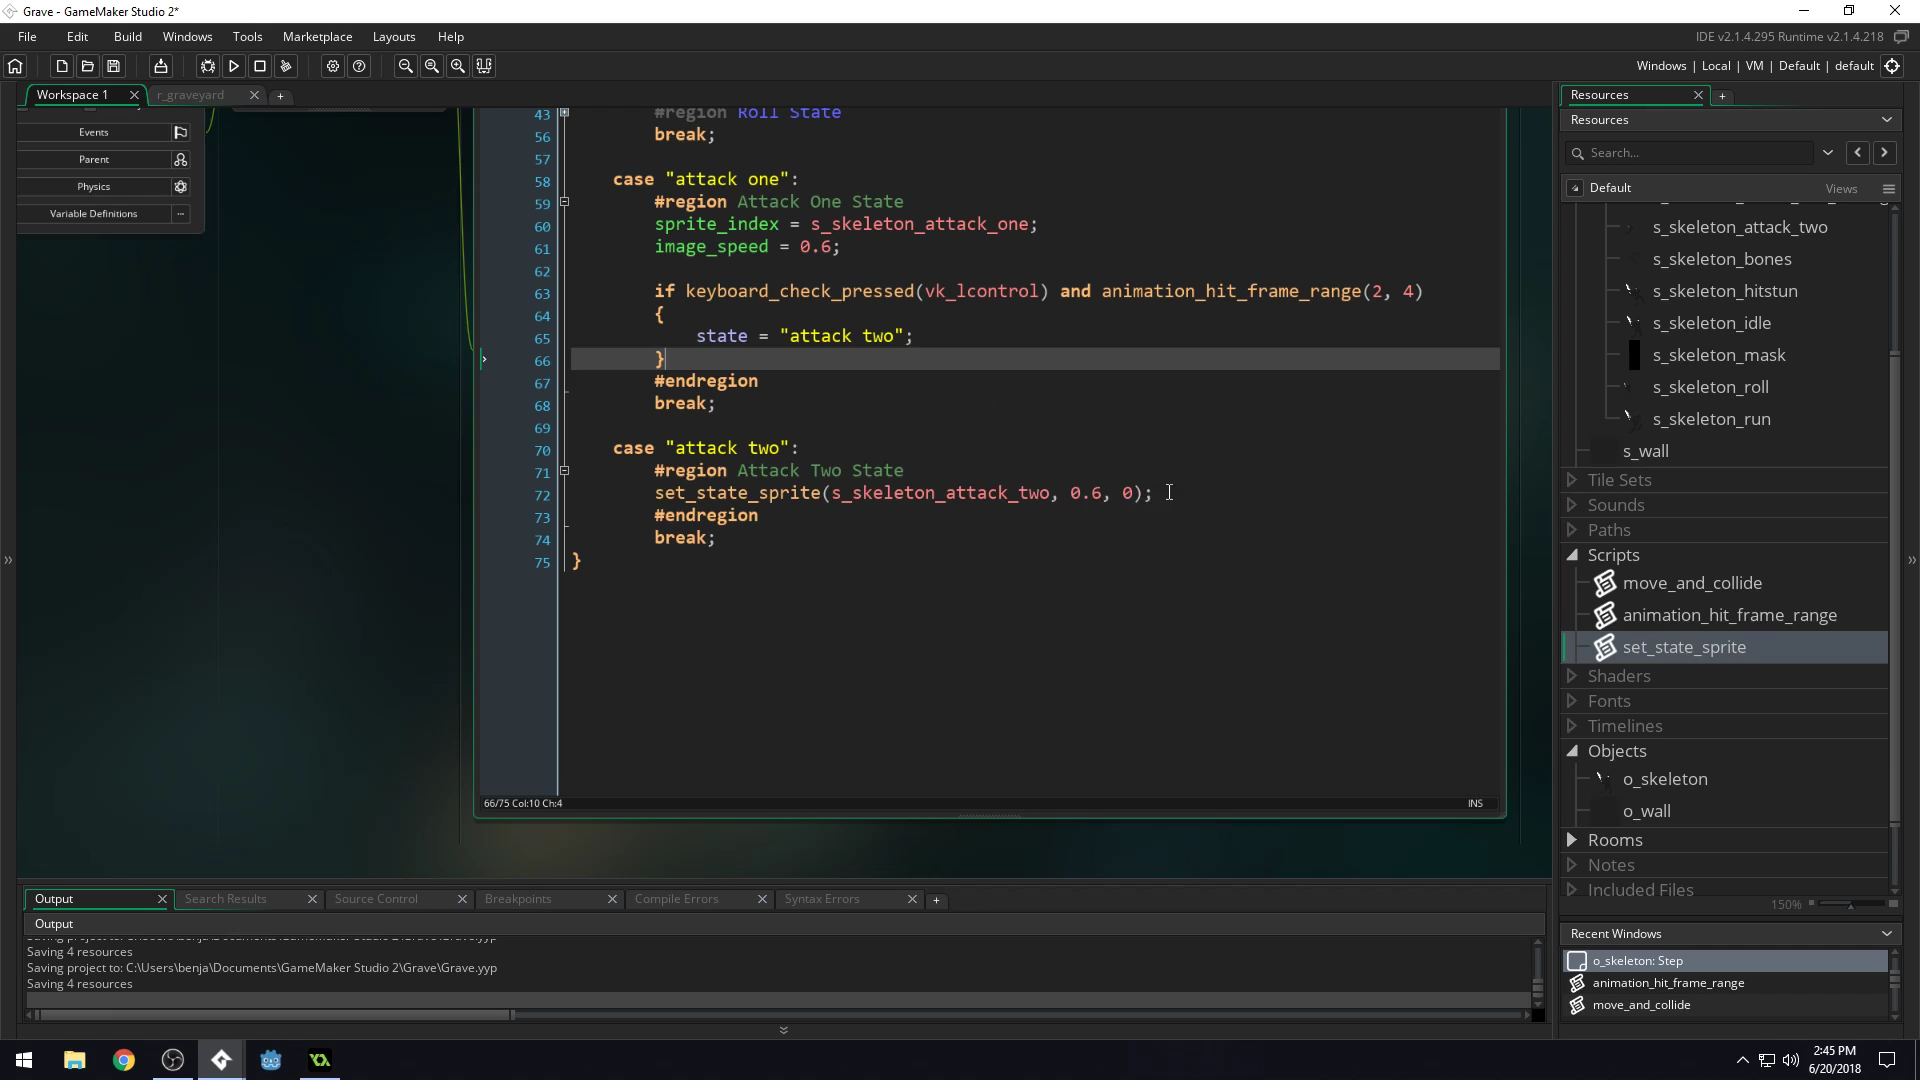 Grave - GameMaker Studio 2*
File Edit Build Windows Tools Marketplace Layouts Help
IDE v2.1.4.295 Runtime v2.1.4.218
Windows | Local | VM | Default | default
Workspace 1
r_graveyard
Events
Parent
Physics
Variable Definitions
43 #region Roll State
56 break;
57
58 case "attack one":
59 #region Attack One State
60 sprite_index = s_skeleton_attack_one;
61 image_speed = 0.6;
62
63 if keyboard_check_pressed(vk_lcontrol) and animation_hit_frame_range(2, 4)
64 {
65 state = "attack two";
66 }
67 #endregion
68 break;
69
70 case "attack two":
71 #region Attack Two State
72 set_state_sprite(s_skeleton_attack_two, 0.6, 0);
73 #endregion
74 break;
75 }
66/75 Col:10 Ch:4
INS
Resources
Resources
Search...
Default Views
s_skeleton_attack_two
s_skeleton_bones
s_skeleton_hitstun
s_skeleton_idle
s_skeleton_mask
s_skeleton_roll
s_skeleton_run
s_wall
Tile Sets
Sounds
Paths
Scripts
move_and_collide
animation_hit_frame_range
set_state_sprite
Shaders
Fonts
Timelines
Objects
o_skeleton
o_wall
Rooms
Notes
Included Files
150%
Recent Windows
o_skeleton: Step
animation_hit_frame_range
move_and_collide
Output Search Results Source Control Breakpoints Compile Errors Syntax Errors
Output
Saving 4 resources
Saving project to: C:\Users\benja\Documents\GameMaker Studio 2\Grave\Grave.yyp
Saving 4 resources
2:45 PM
6/20/2018